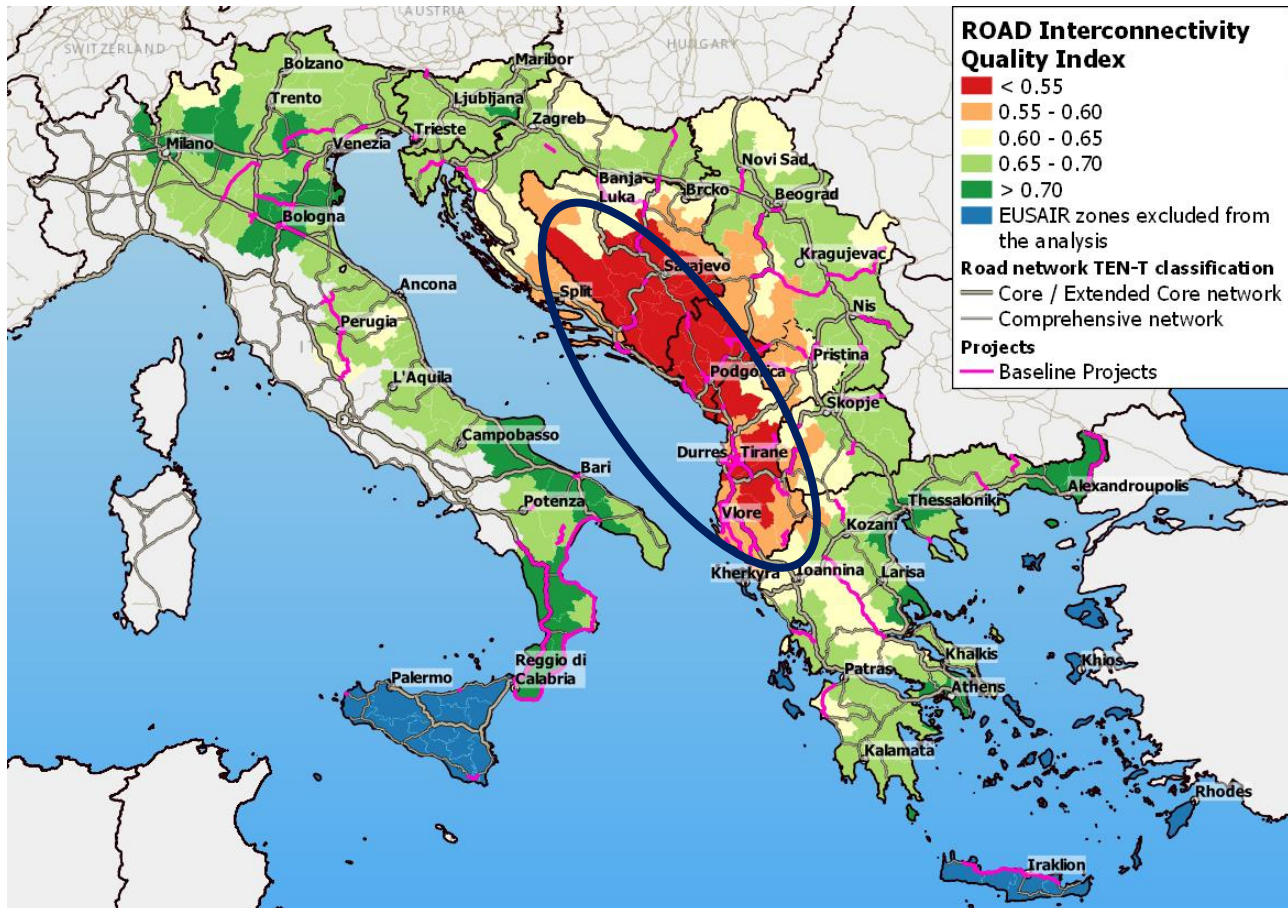 AUSTRIA
SWITZERLAND
HUNGARY
ROAD Interconnectivity
Quality Index
< 0.55
0.55 - 0.60
0.60 - 0.65
0.65 - 0.70
> 0.70
EUSAIR zones excluded from
the analysis
Road network TEN-T classification
Core / Extended Core network
Comprehensive network
Projects
Baseline Projects
Bolzano
Maribor
Trento
Ljubljana
Zagreb
Milano
Venezia
Trieste
Novi Sad
Banja
Luka
Brcko
Beograd
Bologna
Kragujevac
Sarajevo
Ancona
Split
Nis
Perugia
Pristina
L'Aquila
Podgorica
Skopje
Campobasso
Durres
Tirane
Bari
Potenza
Vlore
Thessaloniki
Alexandroupolis
Kozani
Kherkyra
Ioannina
Larisa
Reggio di
Calabria
Palermo
Khalkis
Khios
Patras
Athens
Kalamata
Rhodes
Iraklion